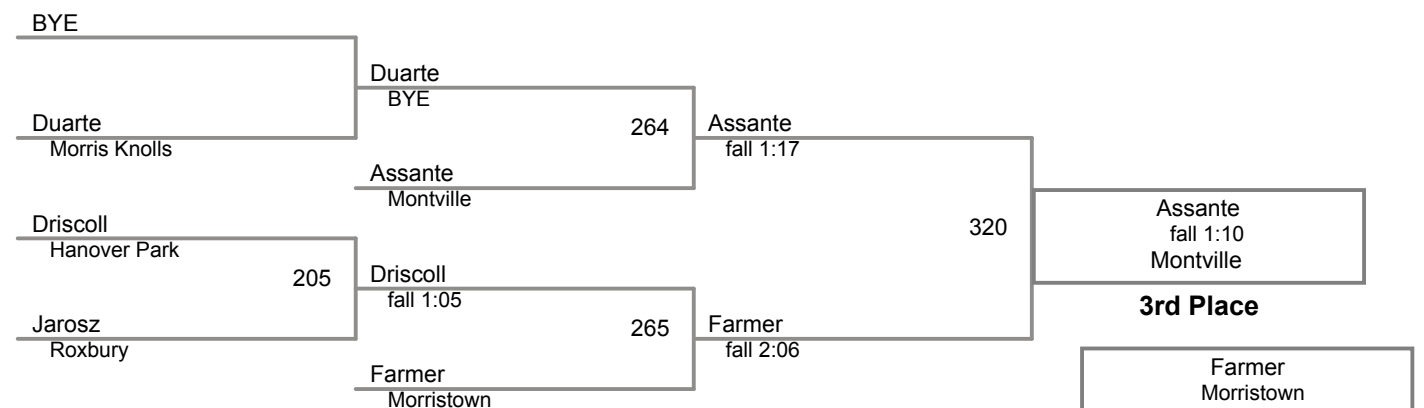 BYE
Duarte
BYE
Duarte
Morris Knolls
264
Assante
fall 1:17
Assante
Montville
Driscoll
Hanover Park
205
Driscoll
fall 1:05
Jarosz
Roxbury
265
Farmer
fall 2:06
Farmer
Morristown
320
Assante
fall 1:10
Montville
3rd Place
Farmer
Morristown